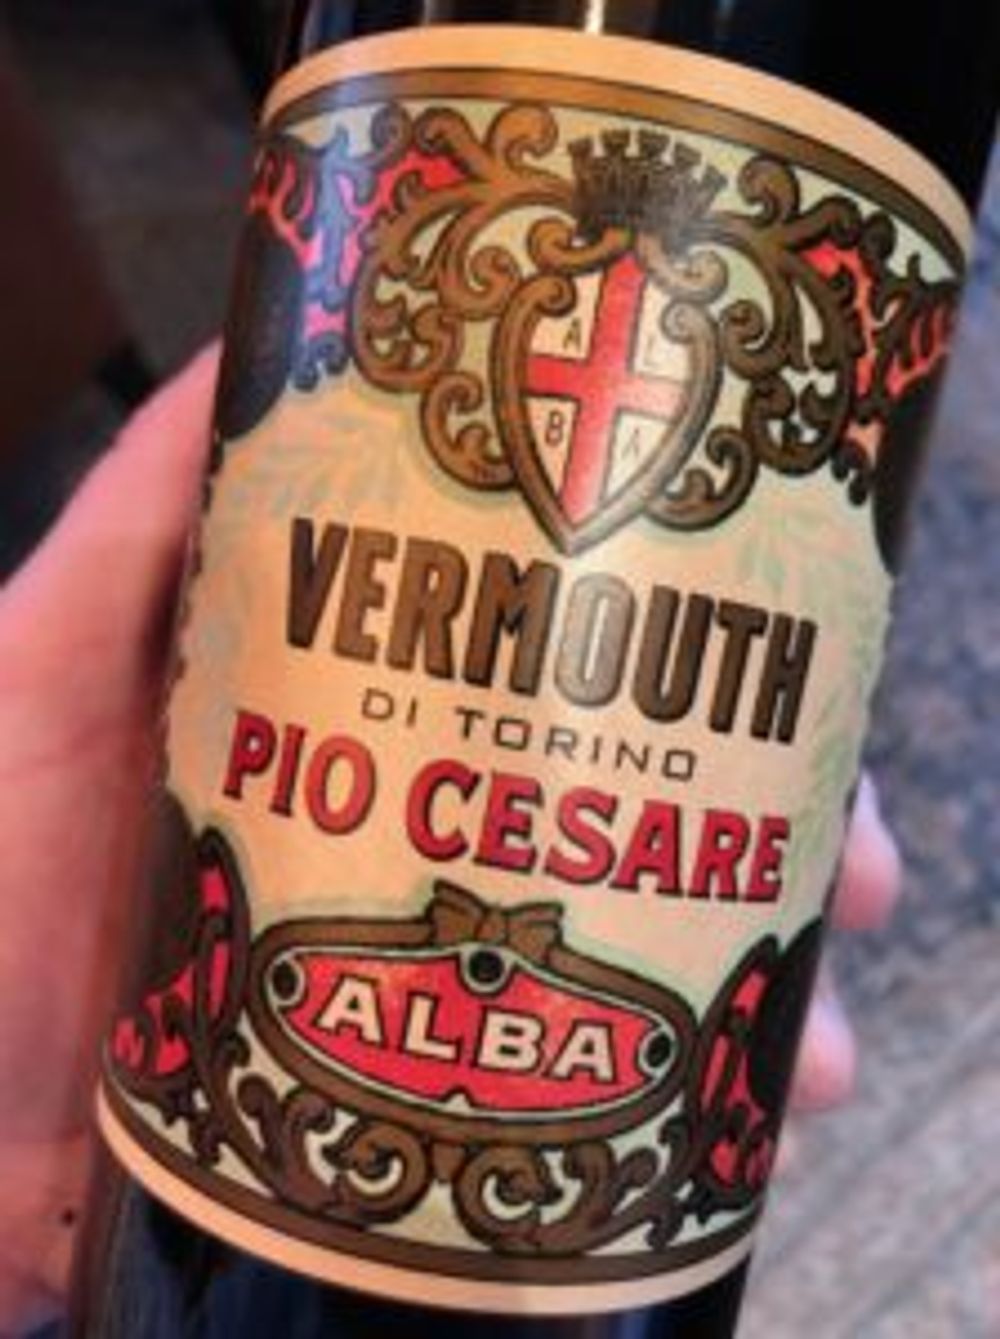 A L
B A
VERMOUTH
DI TORINO
PIO CESARE
ALBA